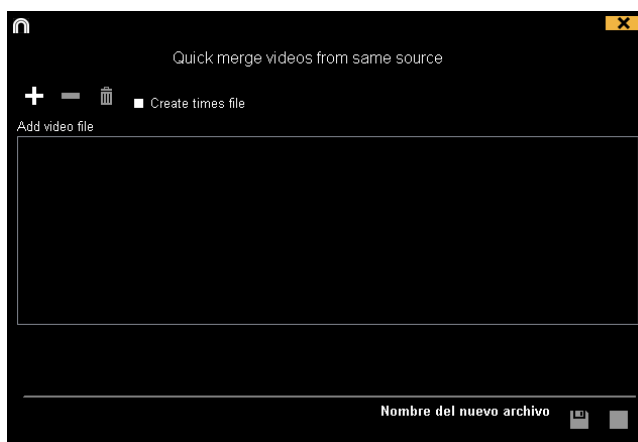 Quick merge videos from same source
Create times file
Add video file
Nombre del nuevo archivo